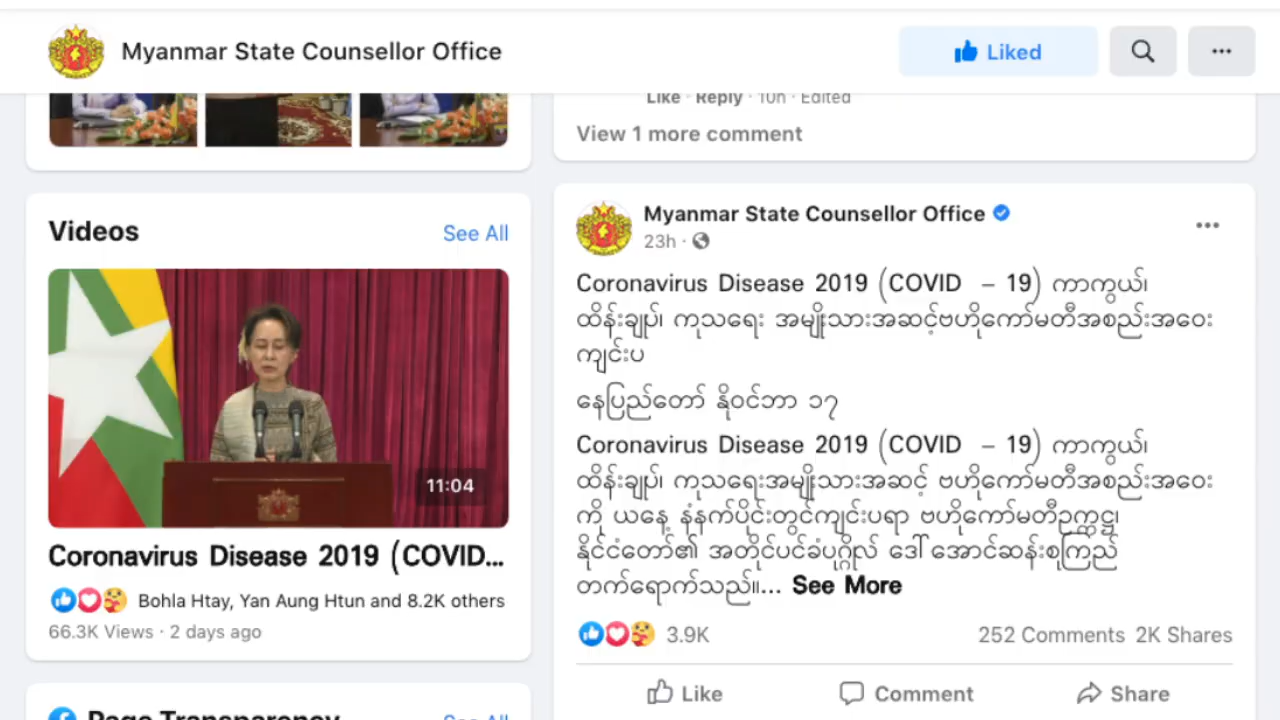 Myanmar State Counsellor Office
Liked
Like · Reply · 10h · Edited
View 1 more comment
Videos
See All
11:04
Coronavirus Disease 2019 (COVID...
Bohla Htay, Yan Aung Htun and 8.2K others
66.3K Views · 2 days ago
Page Transparency
See All
Myanmar State Counsellor Office
23h ·
Coronavirus Disease 2019 (COVID – 19) ကာကွယ်၊
ထိန်းချုပ်၊ ကုသရေး အမျိုးသားအဆင့်ဗဟိုကော်မတီအစည်းအဝေး
ကျင်းပ
နေပြည်တော် နိုဝင်ဘာ ၁၇
Coronavirus Disease 2019 (COVID – 19) ကာကွယ်၊
ထိန်းချုပ်၊ ကုသရေးအမျိုးသားအဆင့် ဗဟိုကော်မတီအစည်းအဝေး
ကို ယနေ့ နံနက်ပိုင်းတွင်ကျင်းပရာ ဗဟိုကော်မတီဥက္ကဋ္ဌ၊
နိုင်ငံတော်၏ အတိုင်ပင်ခံပုဂ္ဂိုလ် ဒေါ်အောင်ဆန်းစုကြည်
တက်ရောက်သည်။... See More
3.9K
252 Comments 2K Shares
Like Comment Share